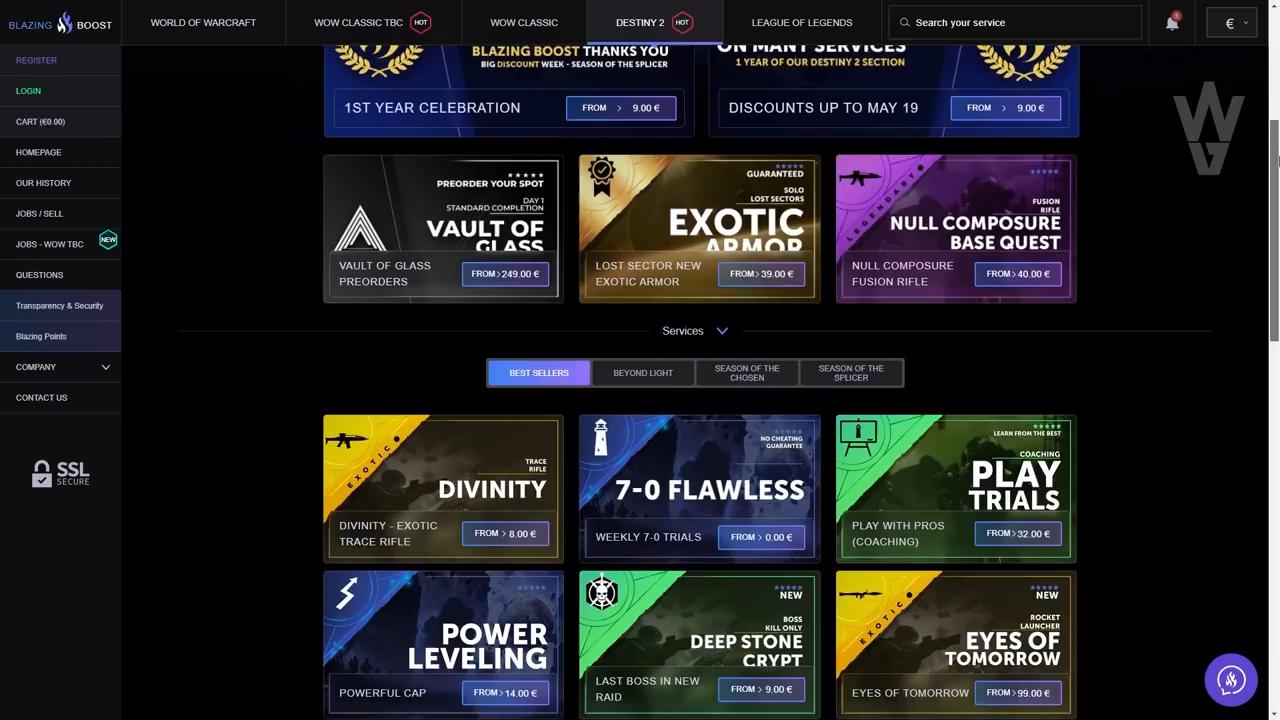 BLAZING BOOST
WORLD OF WARCRAFT
WOW CLASSIC TBC
HOT
WOW CLASSIC
DESTINY 2
HOT
LEAGUE OF LEGENDS
Search your service
5
€
REGISTER
LOGIN
CART (€0.00)
HOMEPAGE
OUR HISTORY
JOBS / SELL
JOBS - WOW TBC
NEW
QUESTIONS
Transparency & Security
Blazing Points
COMPANY
CONTACT US
SSL
SECURE
BLAZING BOOST THANKS YOU
BIG DISCOUNT WEEK - SEASON OF THE SPLICER
1ST YEAR CELEBRATION
FROM > 9.00 €
ON MANY SERVICES
1 YEAR OF OUR DESTINY 2 SECTION
DISCOUNTS UP TO MAY 19
FROM > 9.00 €
PREORDER YOUR SPOT
DAY 1
STANDARD COMPLETION
VAULT OF
GLASS
VAULT OF GLASS
PREORDERS
FROM > 249.00 €
GUARANTEED
SOLO
LOST SECTORS
EXOTIC
ARMOR
LOST SECTOR NEW
EXOTIC ARMOR
FROM > 39.00 €
LEGENDARY
FUSION
RIFLE
NULL COMPOSURE
BASE QUEST
NULL COMPOSURE
FUSION RIFLE
FROM > 40.00 €
Services
BEST SELLERS
BEYOND LIGHT
SEASON OF THE
CHOSEN
SEASON OF THE
SPLICER
EXOTIC
TRACE
RIFLE
DIVINITY
DIVINITY - EXOTIC
TRACE RIFLE
FROM > 8.00 €
NO CHEATING
GUARANTEE
7-0 FLAWLESS
WEEKLY 7-0 TRIALS
FROM > 0.00 €
LEARN FROM THE BEST
COACHING
PLAY
TRIALS
PLAY WITH PROS
(COACHING)
FROM > 32.00 €
POWER
LEVELING
POWERFUL CAP
FROM > 14.00 €
NEW
BOSS
KILL ONLY
DEEP STONE
CRYPT
LAST BOSS IN NEW
RAID
FROM > 9.00 €
EXOTIC
NEW
ROCKET
LAUNCHER
EYES OF
TOMORROW
EYES OF TOMORROW
FROM > 99.00 €